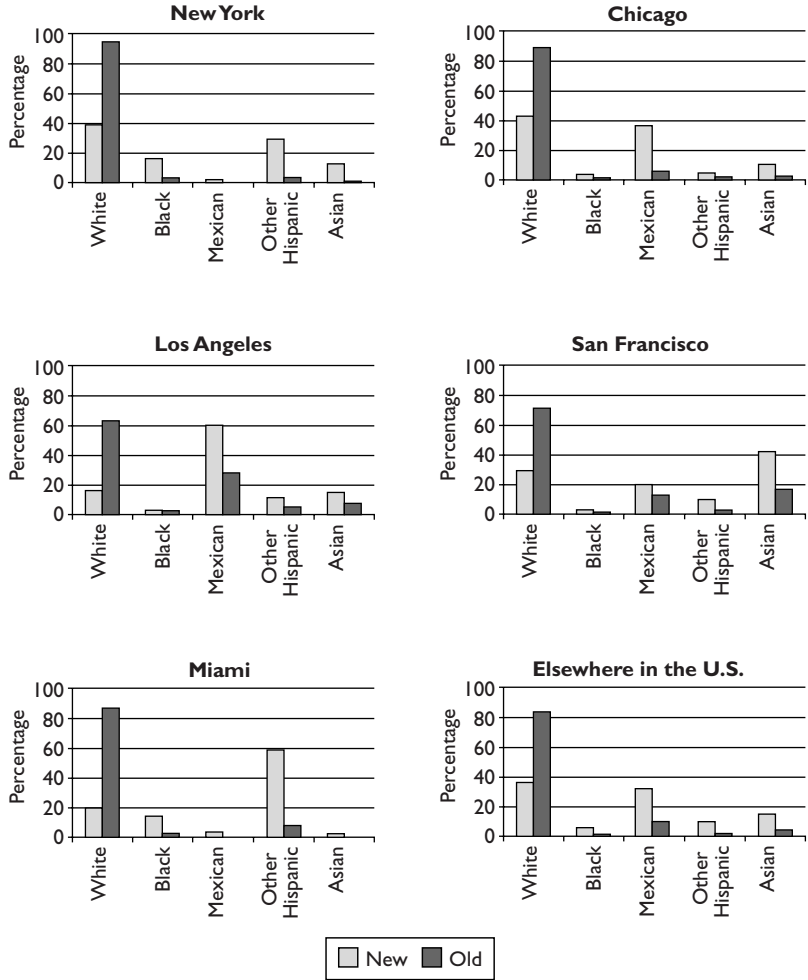 New York
Percentage
100
80
60
40
20
0
White
Black
Mexican
Other
Hispanic
Asian
Chicago
Percentage
100
80
60
40
20
0
White
Black
Mexican
Other
Hispanic
Asian
Los Angeles
Percentage
100
80
60
40
20
0
White
Black
Mexican
Other
Hispanic
Asian
San Francisco
Percentage
100
80
60
40
20
0
White
Black
Mexican
Other
Hispanic
Asian
Miami
Percentage
100
80
60
40
20
0
White
Black
Mexican
Other
Hispanic
Asian
Elsewhere in the U.S.
Percentage
100
80
60
40
20
0
White
Black
Mexican
Other
Hispanic
Asian
New Old